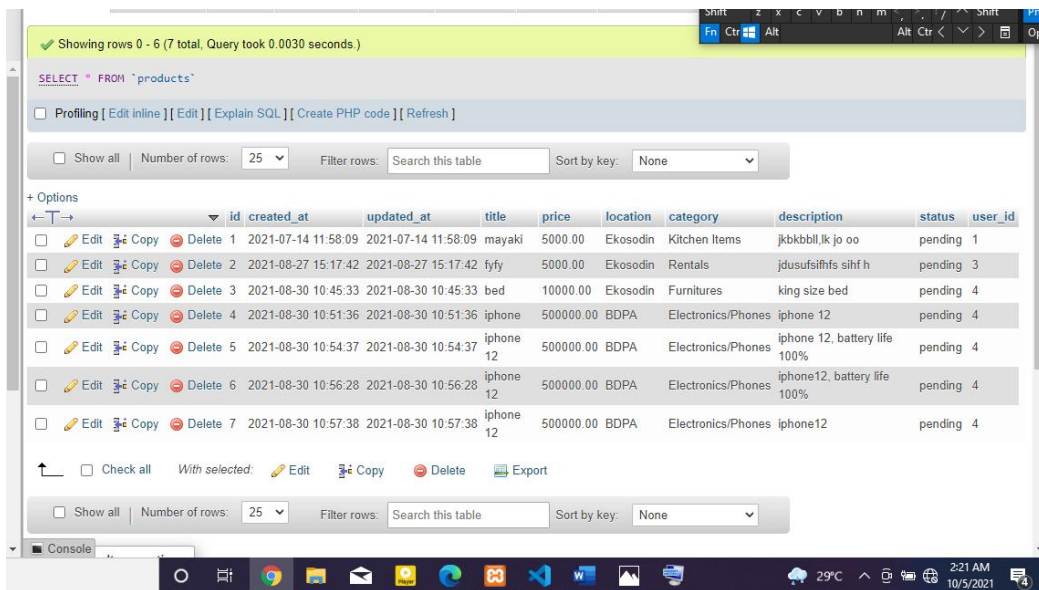 Shift z x c v b n m < , > . ? / ^ Shift Pr
Fn Ctr Alt Alt Ctr < v > Op
Showing rows 0 - 6 (7 total, Query took 0.0030 seconds.)
SELECT * FROM `products`
Profiling [ Edit inline ] [ Edit ] [ Explain SQL ] [ Create PHP code ] [ Refresh ]
Show all | Number of rows: 25 Filter rows: Search this table Sort by key: None
+ Options
←T→ id created_at updated_at title price location category description status user_id
Edit Copy Delete 1 2021-07-14 11:58:09 2021-07-14 11:58:09 mayaki 5000.00 Ekosodin Kitchen Items jkbkbbll,lk jo oo pending 1
Edit Copy Delete 2 2021-08-27 15:17:42 2021-08-27 15:17:42 fyfy 5000.00 Ekosodin Rentals jdusufsifhfs sihf h pending 3
Edit Copy Delete 3 2021-08-30 10:45:33 2021-08-30 10:45:33 bed 10000.00 Ekosodin Furnitures king size bed pending 4
Edit Copy Delete 4 2021-08-30 10:51:36 2021-08-30 10:51:36 iphone 500000.00 BDPA Electronics/Phones iphone 12 pending 4
Edit Copy Delete 5 2021-08-30 10:54:37 2021-08-30 10:54:37 iphone 12 500000.00 BDPA Electronics/Phones iphone 12, battery life 100% pending 4
Edit Copy Delete 6 2021-08-30 10:56:28 2021-08-30 10:56:28 iphone 12 500000.00 BDPA Electronics/Phones iphone12, battery life 100% pending 4
Edit Copy Delete 7 2021-08-30 10:57:38 2021-08-30 10:57:38 iphone 12 500000.00 BDPA Electronics/Phones iphone12 pending 4
Check all With selected: Edit Copy Delete Export
Show all | Number of rows: 25 Filter rows: Search this table Sort by key: None
Console
Player W 29°C 2:21 AM
10/5/2021 4